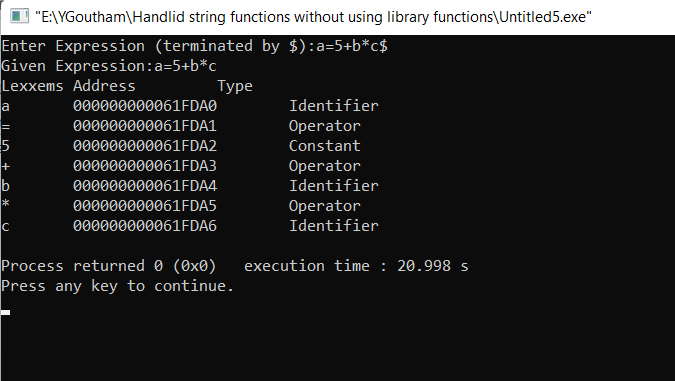 "E:\YGoutham\Handlid string functions without using library functions\Untitled5.exe"
Enter Expression (terminated by $):a=5+b*c$
Given Expression:a=5+b*c
Lexxems Address Type
a 000000000061FDA0 Identifier
= 000000000061FDA1 Operator
5 000000000061FDA2 Constant
+ 000000000061FDA3 Operator
b 000000000061FDA4 Identifier
* 000000000061FDA5 Operator
c 000000000061FDA6 Identifier
Process returned 0 (0x0) execution time : 20.998 s
Press any key to continue.